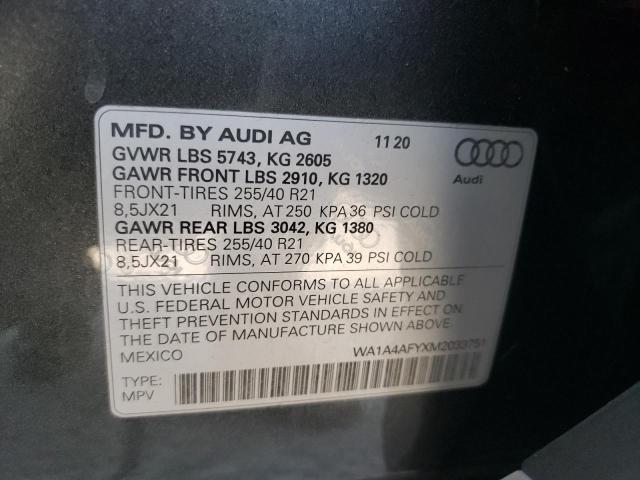 MFD. BY AUDI AG 11 20
GVWR LBS 5743, KG 2605
GAWR FRONT LBS 2910, KG 1320
FRONT-TIRES 255/40 R21
8,5JX21 RIMS, AT 250 KPA 36 PSI COLD
GAWR REAR LBS 3042, KG 1380
REAR-TIRES 255/40 R21
8,5JX21 RIMS, AT 270 KPA 39 PSI COLD
Audi
THIS VEHICLE CONFORMS TO ALL APPLICABLE
U.S. FEDERAL MOTOR VEHICLE SAFETY AND
THEFT PREVENTION STANDARDS IN EFFECT ON
THE DATE OF MANUFACTURE SHOWN ABOVE.
MEXICO WA1A4AFYXM2033751
TYPE:
MPV